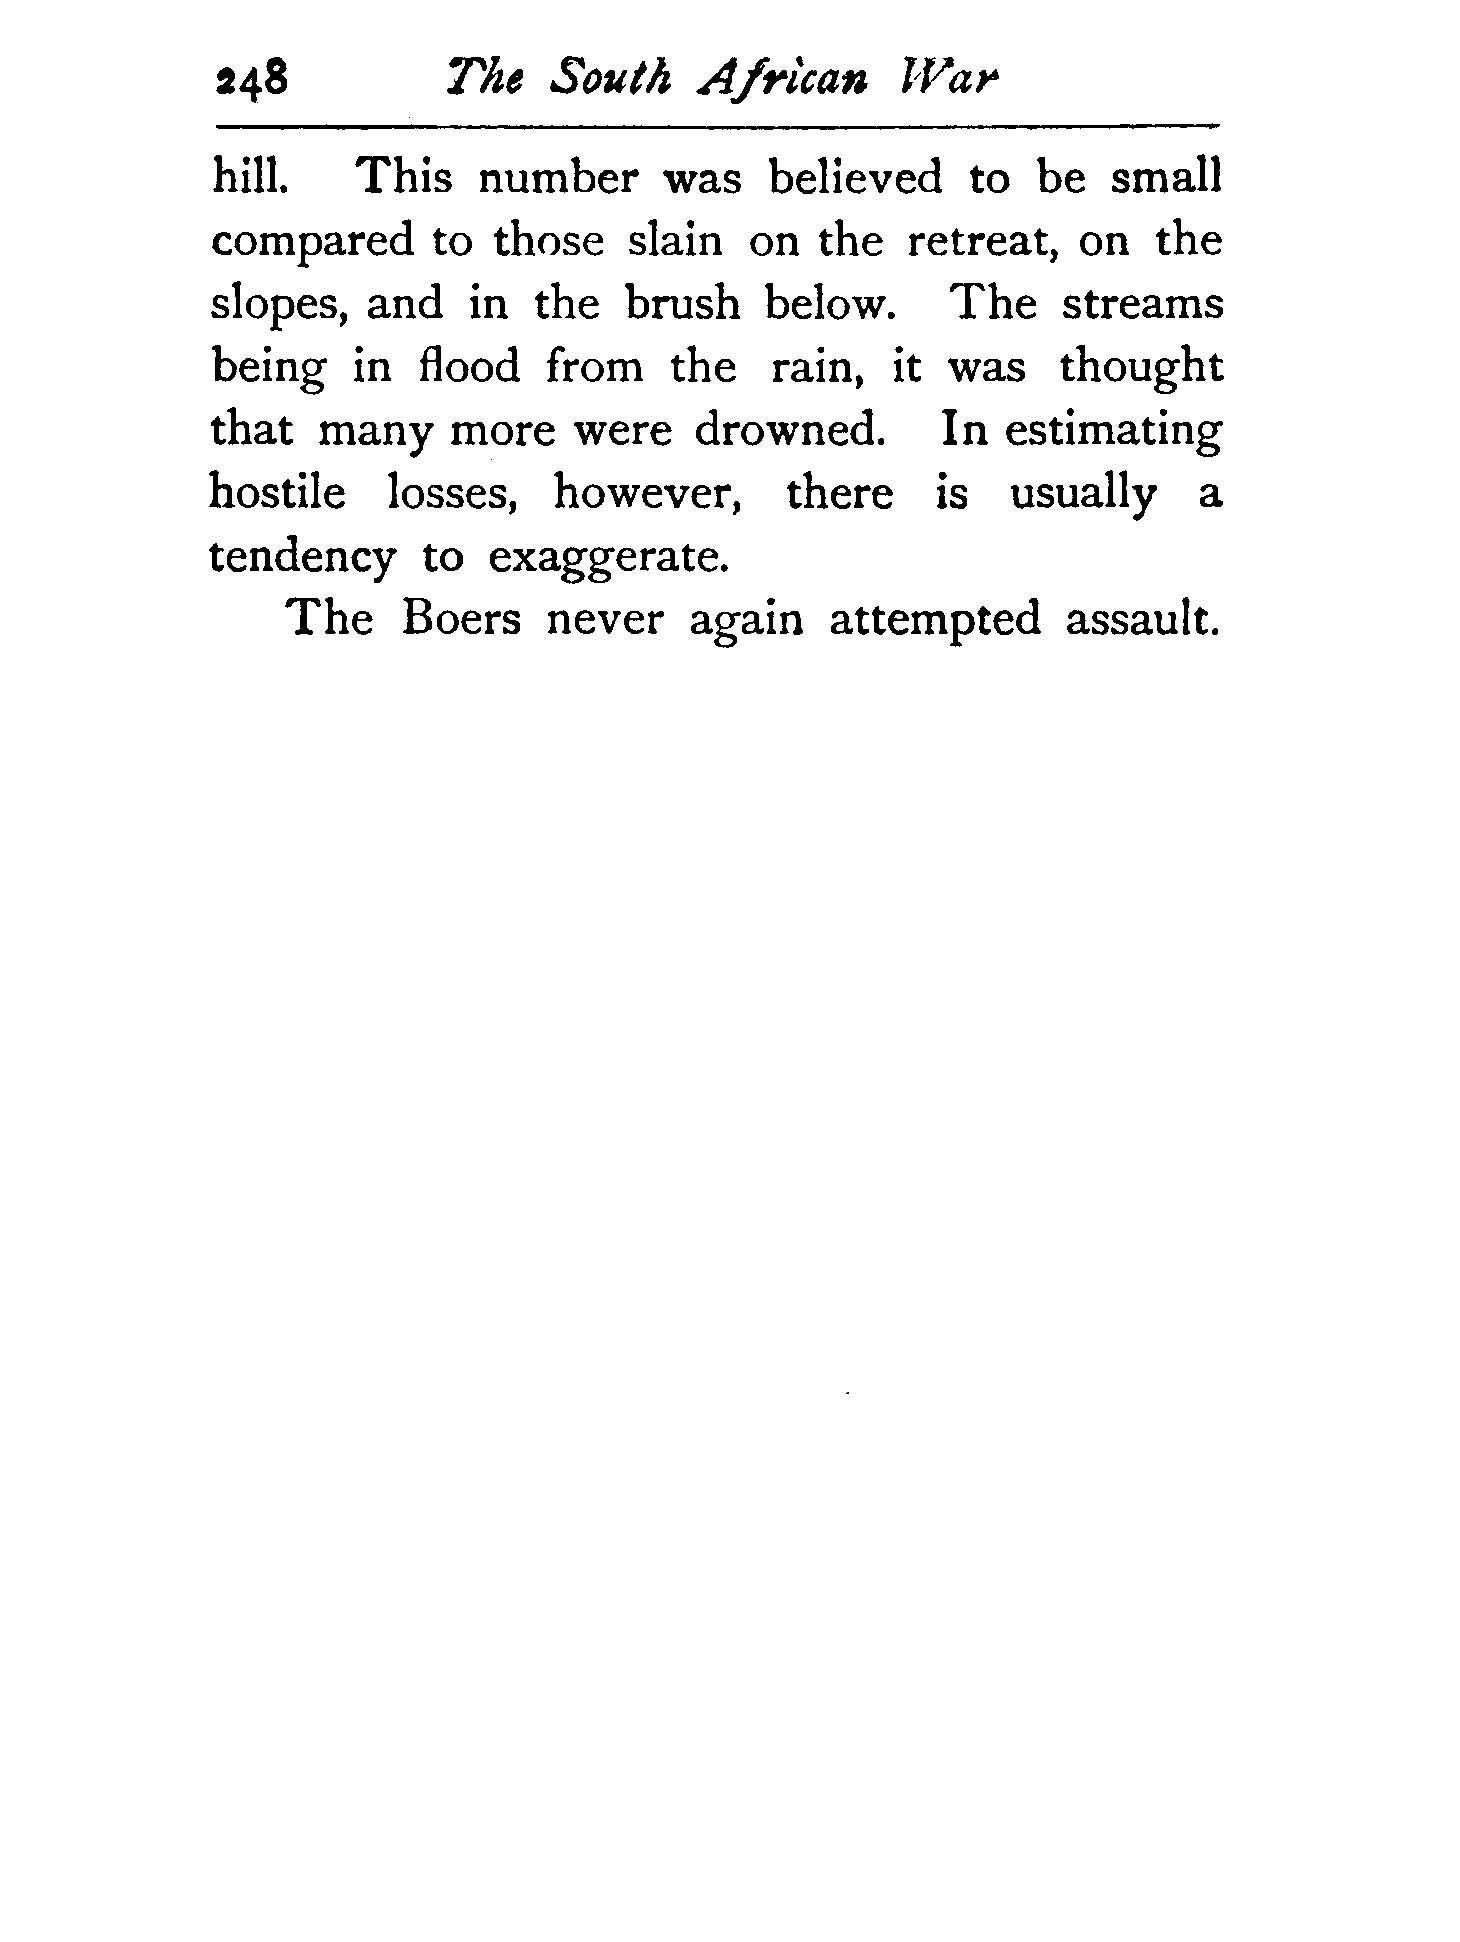 248 The South African War
hill. This number was believed to be small
compared to those slain on the retreat, on the
slopes, and in the brush below. The streams
being in flood from the rain, it was thought
that many more were drowned. In estimating
hostile losses, however, there is usually a
tendency to exaggerate.
The Boers never again attempted assault.